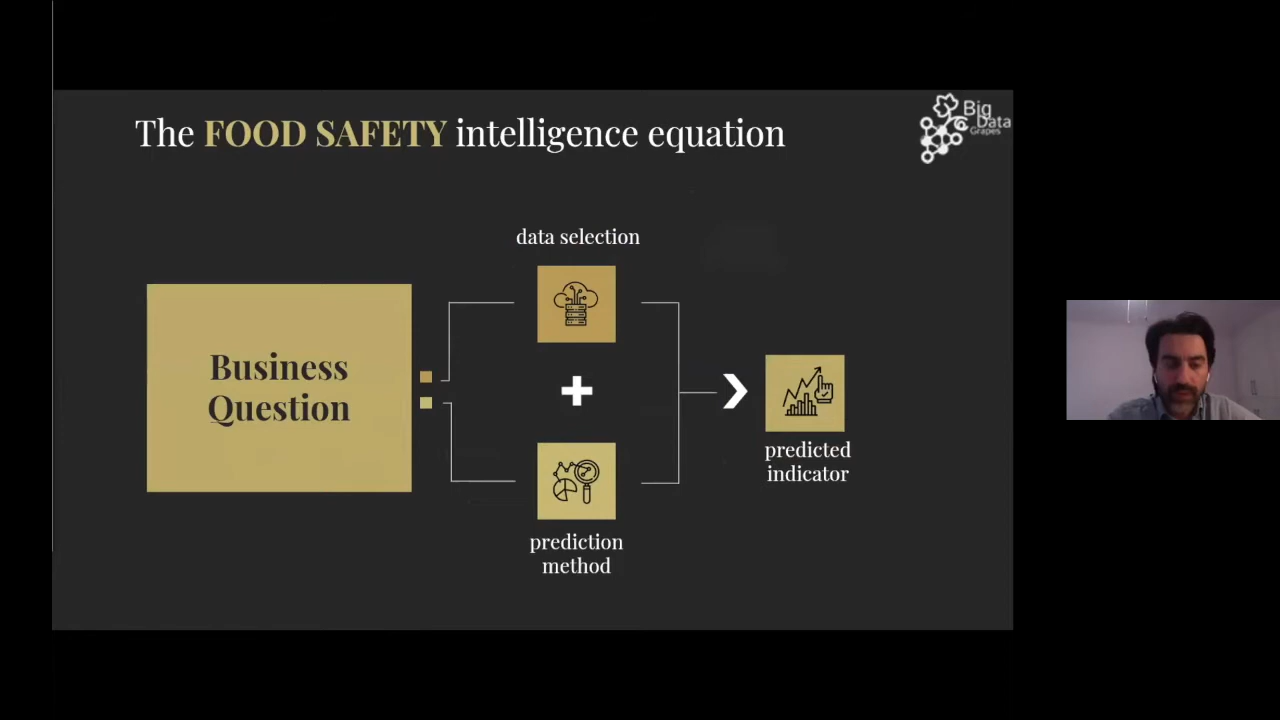 The FOOD SAFETY intelligence equation
Big
Data
Grapes
data selection
Business
Question
predicted
indicator
prediction
method